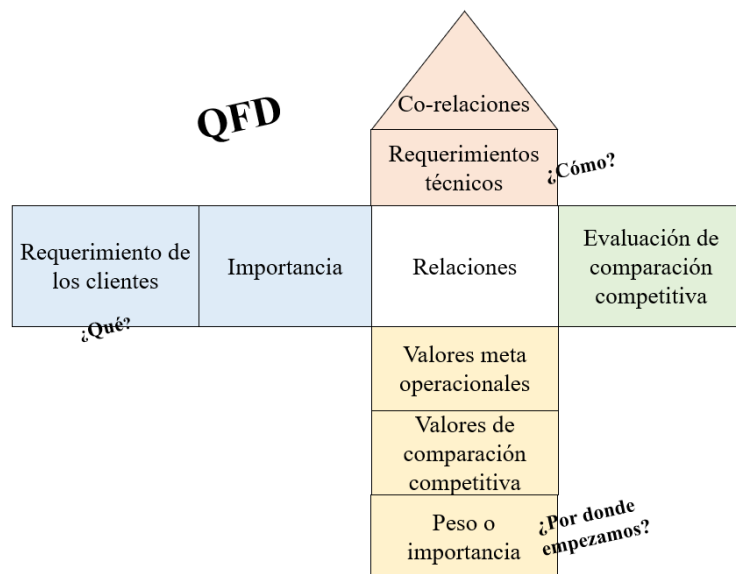 QFD
Co-relaciones
Requerimientos
técnicos
¿Cómo?
Requerimiento de
los clientes
¿Qué?
Importancia
Relaciones
Evaluación de
comparación
competitiva
Valores meta
operacionales
Valores de
comparación
competitiva
Peso o
importancia
¿Por donde
empezamos?